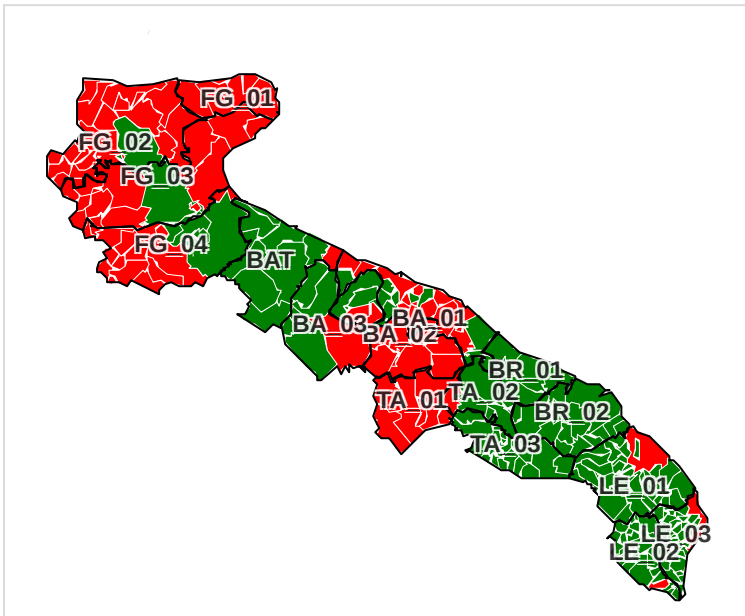 FG_01
FG_02
FG_03
FG_04
BAT
BA_01
BA_03
BA_02
BR_01
TA_02
TA_01
BR_02
TA_03
LE_01
LE_03
LE_02